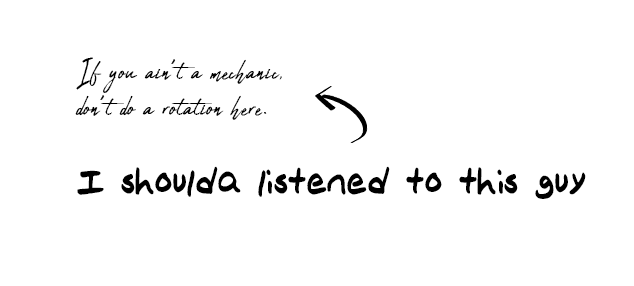 If you ain't a mechanic,
don't do a rotation here.
I shoulda listened to this guy